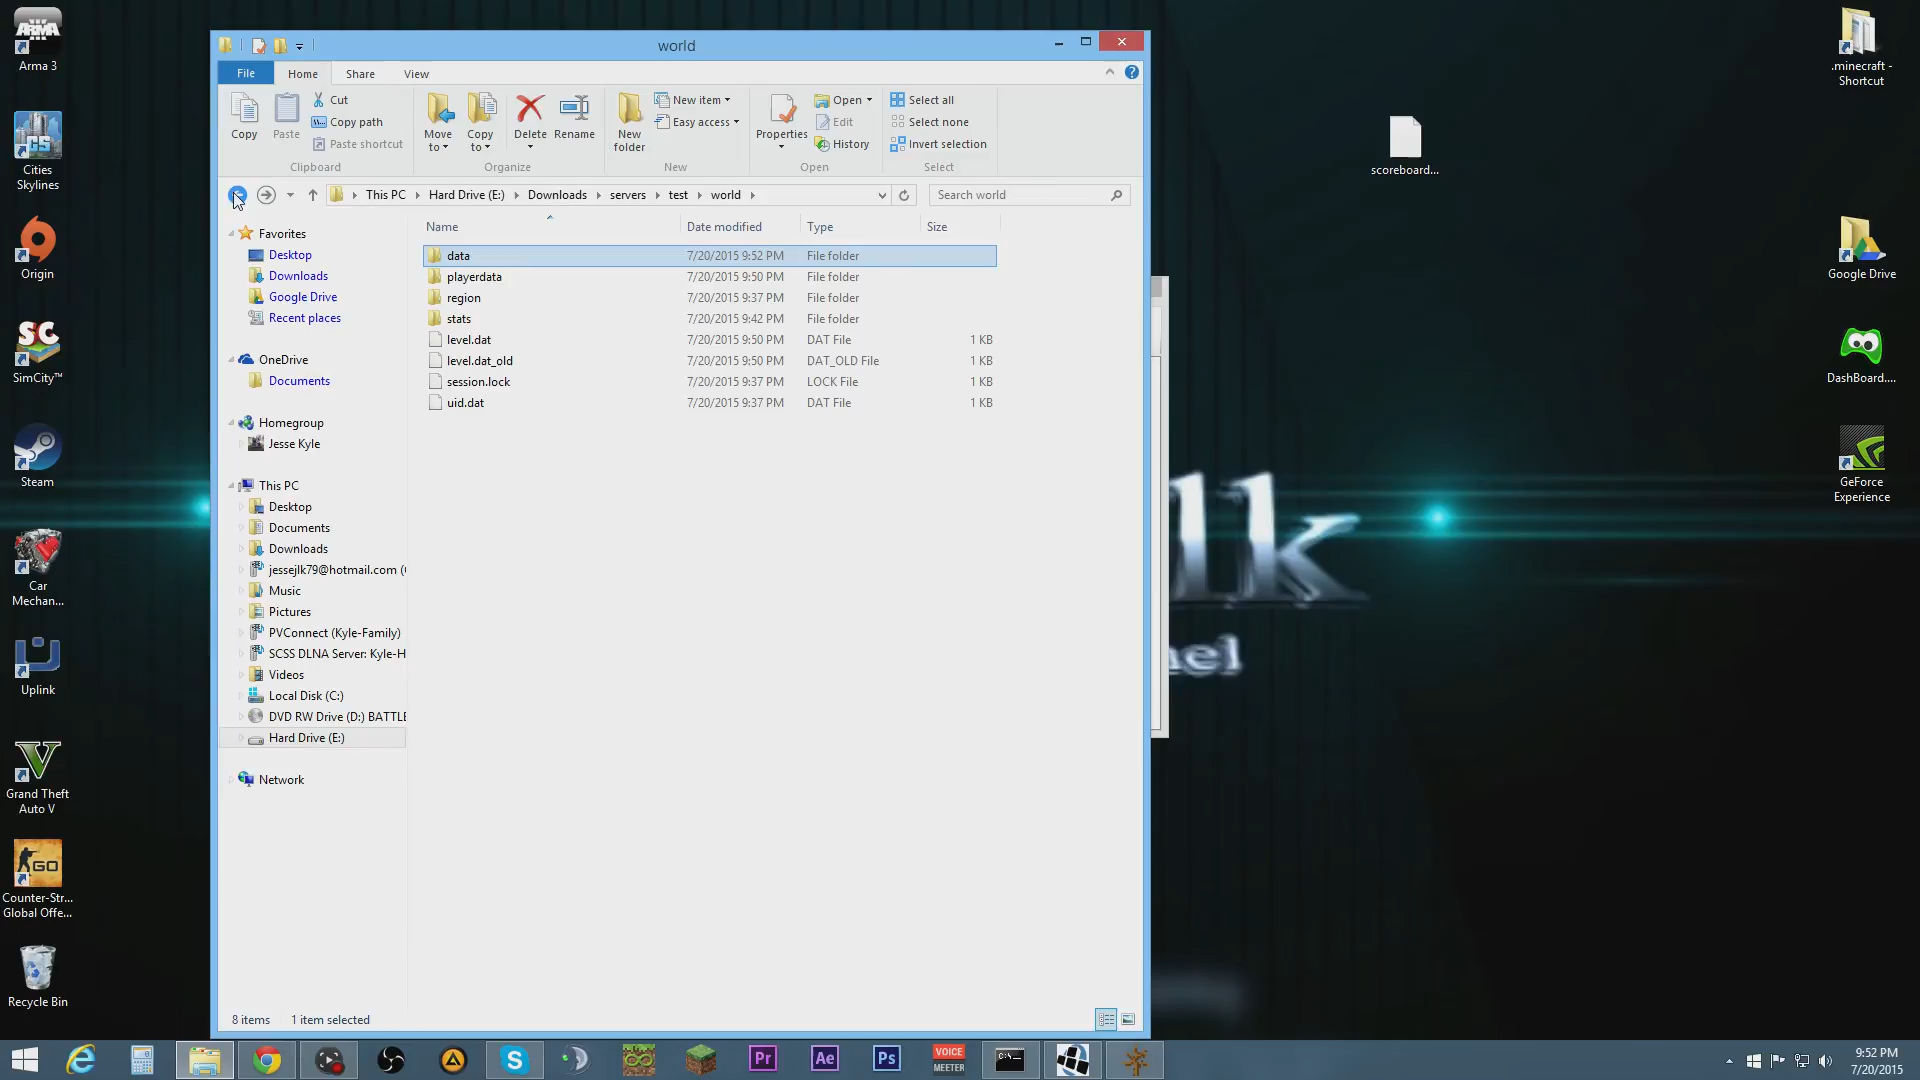 world
File
Home
Share
View
Copy
Paste
Cut
Copy path
Paste shortcut
Clipboard
Move to
Copy to
Delete
Rename
Organize
New folder
New item
Easy access
New
Properties
Open
Edit
History
Open
Select all
Select none
Invert selection
Select
This PC
Hard Drive (E:)
Downloads
servers
test
world
Search world
Name
Date modified
Type
Size
data 7/20/2015 9:52 PM File folder
playerdata 7/20/2015 9:50 PM File folder
region 7/20/2015 9:37 PM File folder
stats 7/20/2015 9:42 PM File folder
level.dat 7/20/2015 9:50 PM DAT File 1 KB
level.dat_old 7/20/2015 9:50 PM DAT_OLD File 1 KB
session.lock 7/20/2015 9:37 PM LOCK File 1 KB
uid.dat 7/20/2015 9:37 PM DAT File 1 KB
Favorites
Desktop
Downloads
Google Drive
Recent places
OneDrive
Documents
Homegroup
Jesse Kyle
This PC
Desktop
Documents
Downloads
jessejlk79@hotmail.com (
Music
Pictures
PVConnect (Kyle-Family)
SCSS DLNA Server: Kyle-H
Videos
Local Disk (C:)
DVD RW Drive (D:) BATTLE
Hard Drive (E:)
Network
8 items
1 item selected
ARMA
Arma 3
CS
Cities
Skylines
Origin
SC
SimCity™
Steam
Car
Mechan...
Uplink
V
Grand Theft
Auto V
GO
Counter-Str...
Global Offe...
Recycle Bin
.minecraft -
Shortcut
scoreboard...
Google Drive
DashBoard....
GeForce
Experience
lk
nel
Pr
Ae
Ps
VOICE
MEETER
C:\_
9:52 PM
7/20/2015